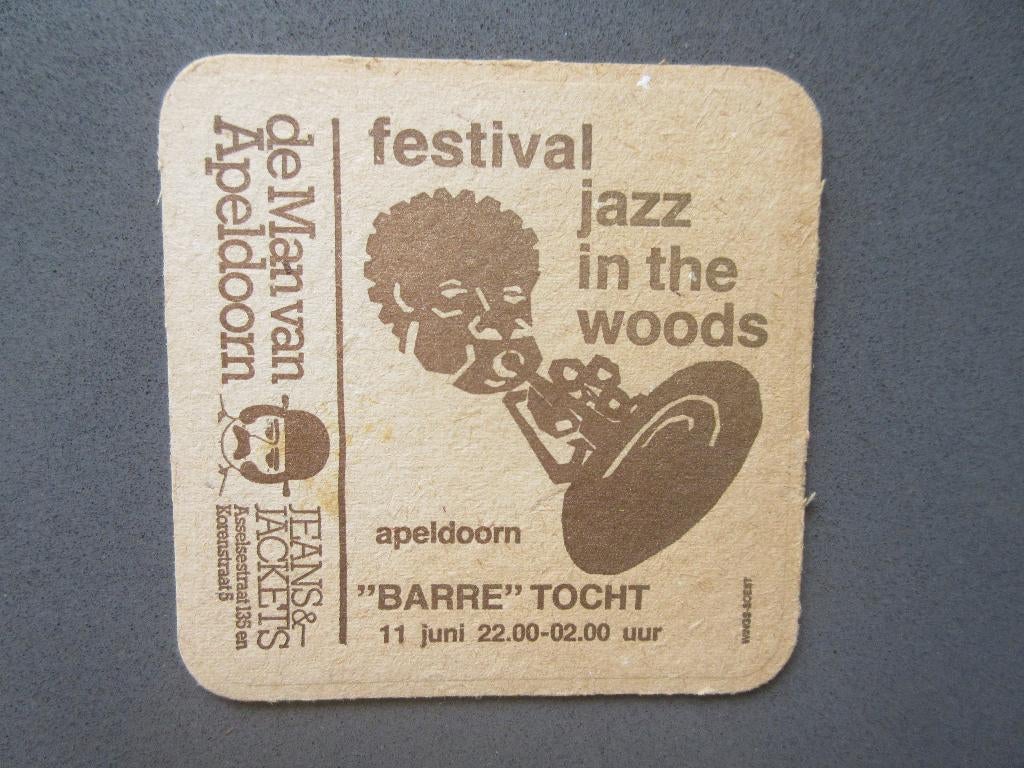 festival
jazz
in the
woods
apeldoorn
"BARRE" TOCHT
11 juni 22.00-02.00 uur
de Man van
Apeldoorn
JEANS &
JACKETS
Asselsestraat 135 en
Korenstraat 5